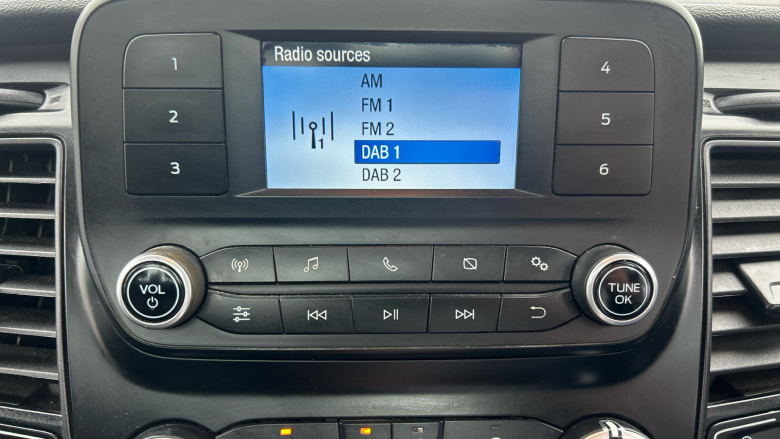 Radio sources
AM
FM 1
FM 2
DAB 1
DAB 2
1
1
2
3
4
5
6
VOL
TUNE
OK